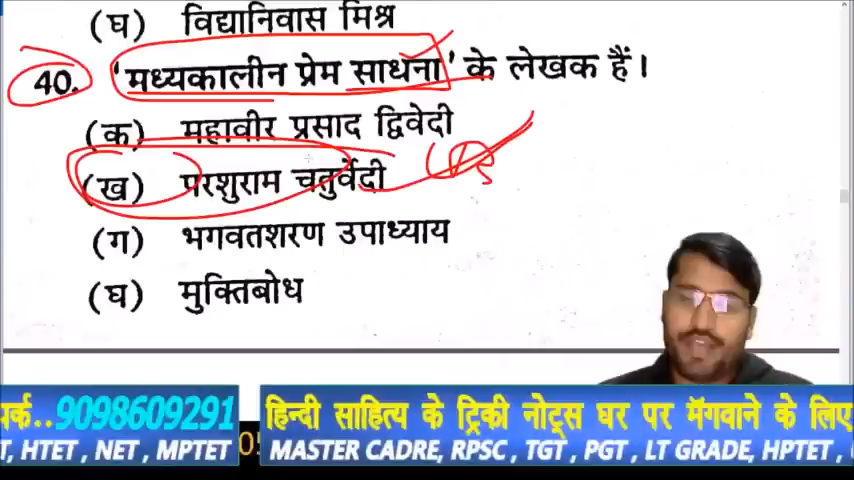 (घ) विद्यानिवास मिश्र
40. 'मध्यकालीन प्रेम साधना' के लेखक हैं।
(क) महावीर प्रसाद द्विवेदी
(ख) परशुराम चतुर्वेदी
(ग) भगवतशरण उपाध्याय
(घ) मुक्तिबोध
पर्क..9098609291
हिन्दी साहित्य के ट्रिकी नोट्स घर पर मॅगवाने के लिए
T, HTET, NET , MPTET
MASTER CADRE, RPSC , TGT , PGT , LT GRADE, HPTET ,